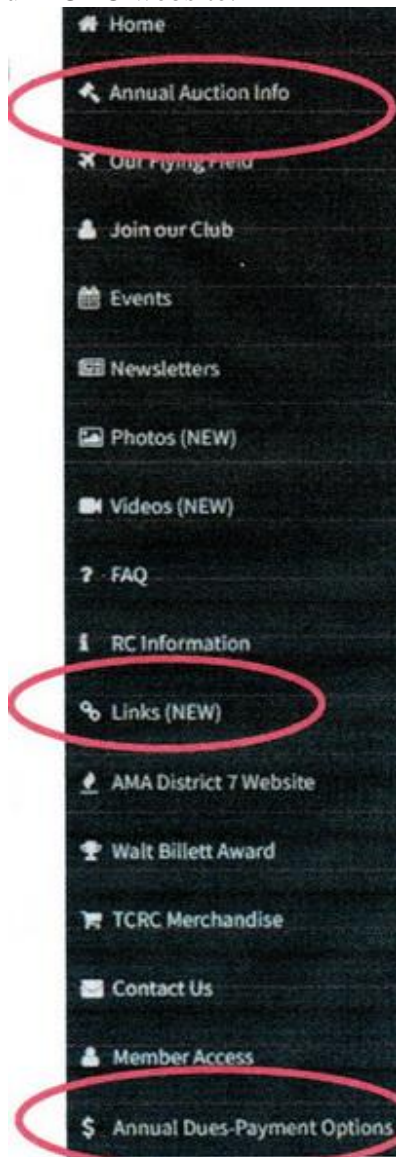 Home
Annual Auction Info
Our Flying Field
Join our Club
Events
Newsletters
Photos (NEW)
Videos (NEW)
? FAQ
i RC Information
Links (NEW)
AMA District 7 Website
Walt Billett Award
TCRC Merchandise
Contact Us
Member Access
$ Annual Dues-Payment Options